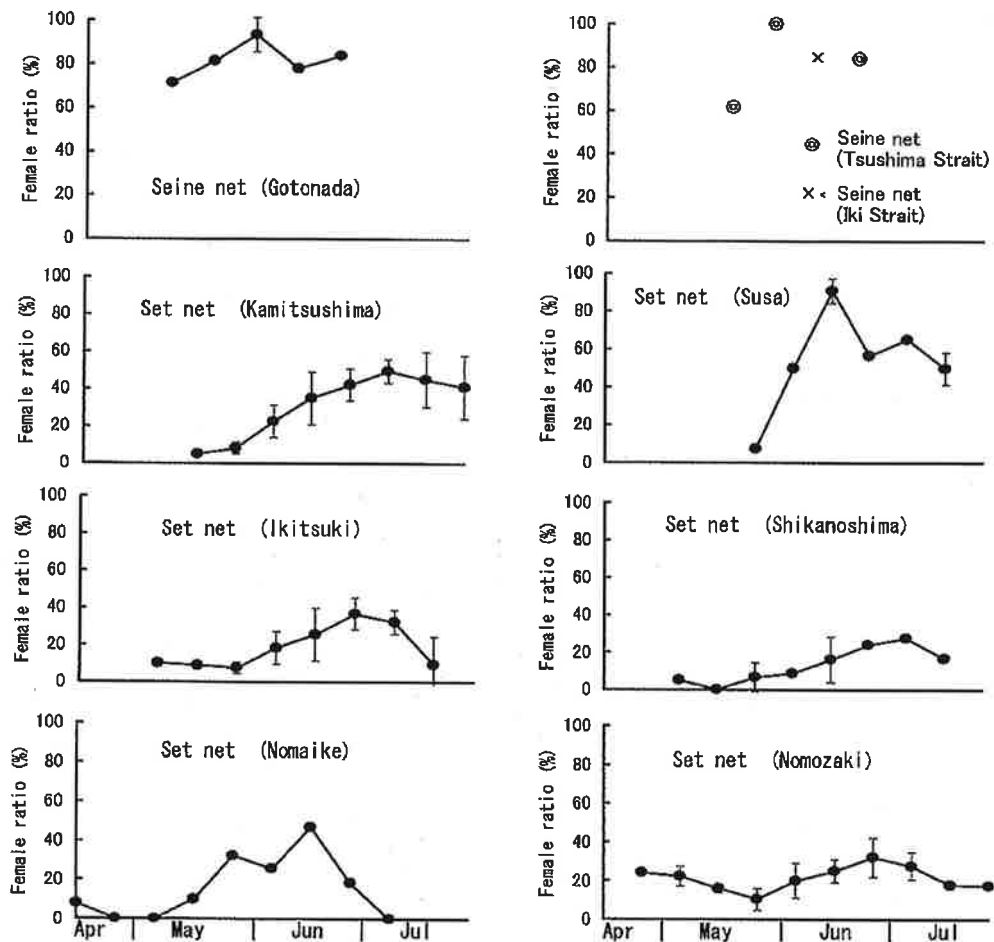 Female ratio (%)
100
80
60
40
20
0
Seine net (Gotonada)
Female ratio (%)
100
80
60
40
20
0
Seine net
(Tsushima Strait)
Seine net
(Iki Strait)
Female ratio (%)
100
80
60
40
20
0
Set net (Kamitsushima)
Female ratio (%)
100
80
60
40
20
0
Set net (Susa)
Female ratio (%)
100
80
60
40
20
0
Set net (Ikitsuki)
Female ratio (%)
100
80
60
40
20
0
Set net (Shikanoshima)
Female ratio (%)
100
80
60
40
20
0
Set net (Nomaike)
Apr May Jun Jul
Female ratio (%)
100
80
60
40
20
0
Set net (Nomozaki)
Apr May Jun Jul